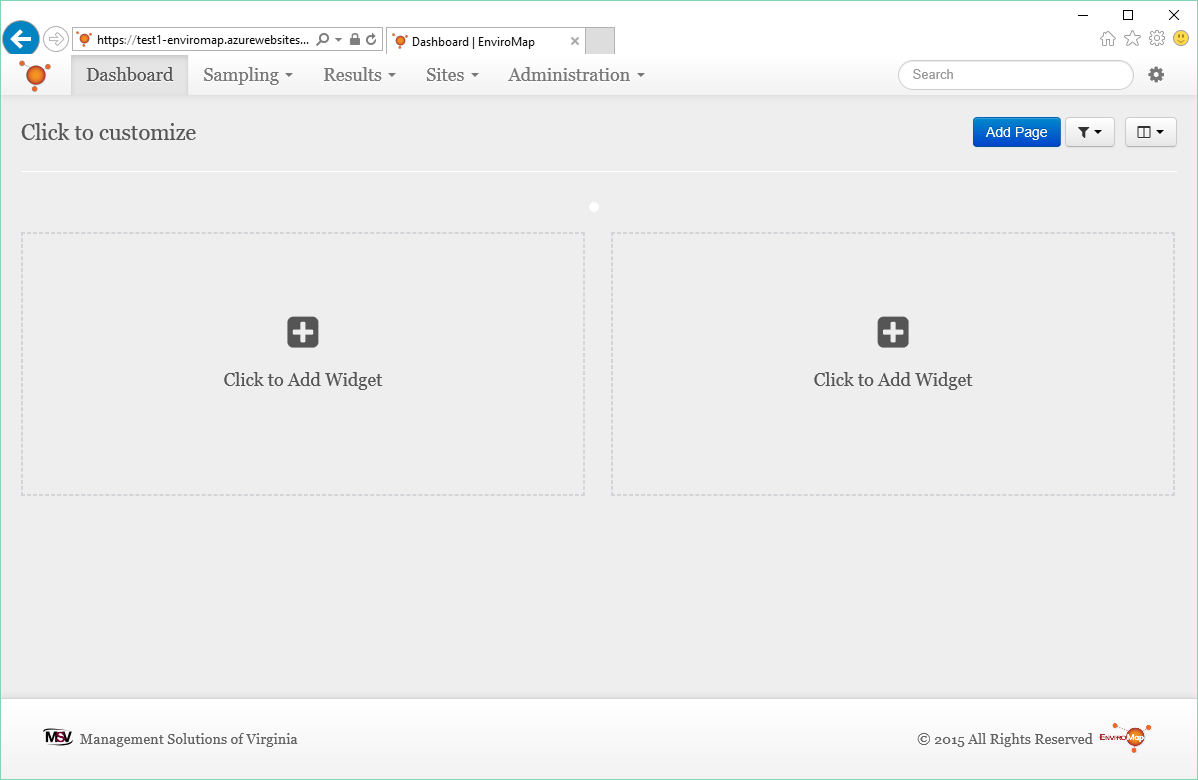 https://test1-enviromap.azurewebsites...
Dashboard | EnviroMap
Dashboard Sampling Results Sites Administration Search
Click to customize
Add Page
Click to Add Widget
Click to Add Widget
MSV Management Solutions of Virginia
© 2015 All Rights Reserved EnviroMap